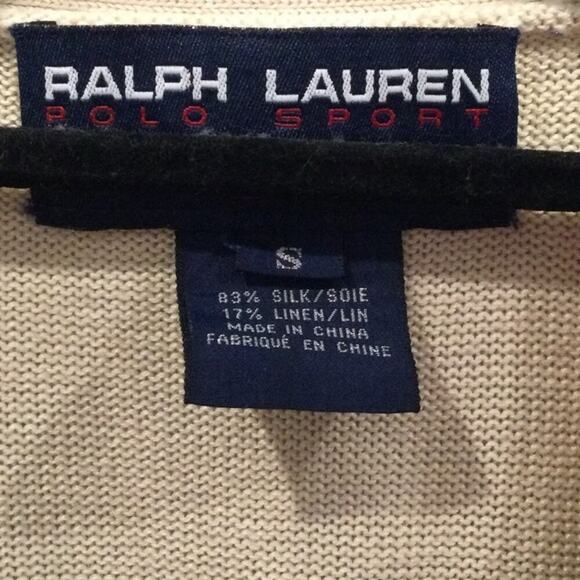 RALPH LAUREN
POLO SPORT
S
83% SILK/SOIE
17% LINEN/LIN
MADE IN CHINA
FABRIQUÉ EN CHINE